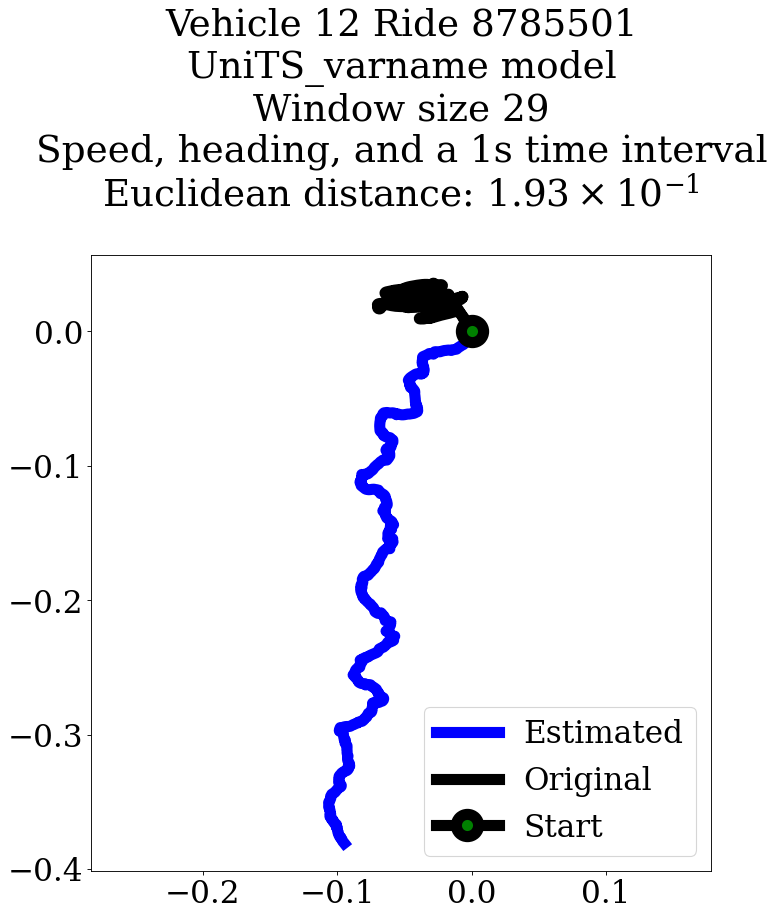 Vehicle 12 Ride 8785501
UniTS_varname model
Window size 29
Speed, heading, and a 1s time interval
Euclidean distance: 1.93 × 10⁻¹
0.0
−0.1
−0.2
−0.3
−0.4
Estimated
Original
Start
−0.2 −0.1 0.0 0.1